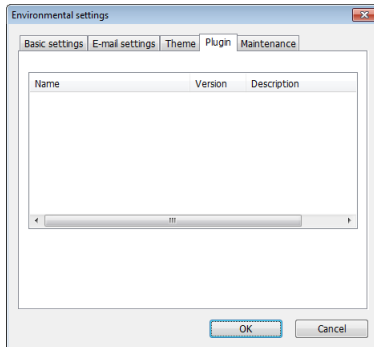 Environmental settings
Basic settings E-mail settings Theme Plugin Maintenance
Name Version Description
OK Cancel